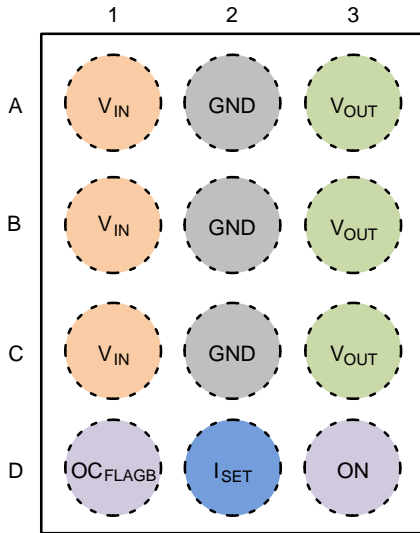 1 2 3
A V_IN GND V_OUT
B V_IN GND V_OUT
C V_IN GND V_OUT
D OC_FLAGB I_SET ON